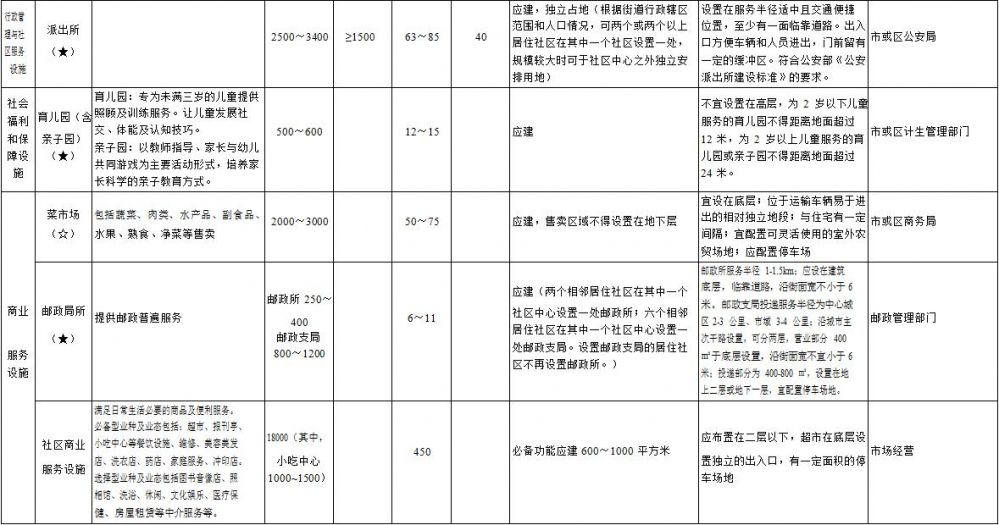 行政管
理与社
区服务
设施
派出所
（★）
2500～3400
≥1500
63～85
40
应建，独立占地（根据街道行政辖区
范围和人口情况，可两个或两个以上
居住社区在其中一个社区设置一处，
规模较大时可于社区中心之外独立安
排用地）
设置在服务半径适中且交通便捷
位置，至少有一面临靠道路。出入
口方便车辆和人员进出，门前留有
一定的缓冲区。符合公安部《公安
派出所建设标准》的要求。
市或区公安局
社会
福利
和保
障设
施
育儿园（含
亲子园）
（★）
育儿园：专为未满三岁的儿童提供
照顾及训练服务。让儿童发展社
交、体能及认知技巧。
亲子园：以教师指导、家长与幼儿
共同游戏为主要活动形式，培养家
长科学的亲子教育方式。
500～600
12～15
应建
不宜设置在高层，为 2 岁以下儿童
服务的育儿园不得距离地面超过
12 米，为 2 岁以上儿童服务的育
儿园或亲子园不得距离地面超过
24 米。
市或区计生管理部门
商业
服务
设施
菜市场
（☆）
包括蔬菜、肉类、水产品、副食品、
水果、熟食、净菜等售卖
2000～3000
50～75
应建，售卖区域不得设置在地下层
宜设在底层；位于运输车辆易于进
出的相对独立地段；与住宅有一定
间隔；宜配置可灵活使用的室外农
贸场地；应配置停车场
市或区商务局
邮政局所
（★）
提供邮政普遍服务
邮政所 250～
400
邮政支局
800～1200
6～11
应建（两个相邻居住社区在其中一个
社区中心设置一处邮政所；六个相邻
居住社区在其中一个社区中心设置一
处邮政支局。设置邮政支局的居住社
区不再设置邮政所。）
邮政所服务半径 1-1.5km；应设在建筑
底层，临靠道路，沿街面宽不小于 6
米。邮政支局投递服务半径为中心城
区 2-3 公里、市域 3-4 公里；沿城市主
次干路设置，可分两层，营业部分 400
㎡于底层设置，沿街面宽不宜小于 6
米；投递部分为 400-800 ㎡，设置在地
上二层或地下一层，宜配置停车场地。
邮政管理部门
社区商业
服务设施
满足日常生活必要的商品及便利服务。
必备型业种及业态包括：超市、报刊亭、
小吃中心等餐饮设施、维修、美容美发
店、洗衣店、药店、家庭服务、冲印店。
选择型业种及业态包括图书音像店、照
相馆、洗浴、休闲、文化娱乐、医疗保
健、房屋租赁等中介服务等。
18000（其中，
小吃中心
1000~1500）
450
必备功能应建 600～1000 平方米
应布置在二层以下，超市在底层设
置独立的出入口，有一定面积的停
车场地
市场经营